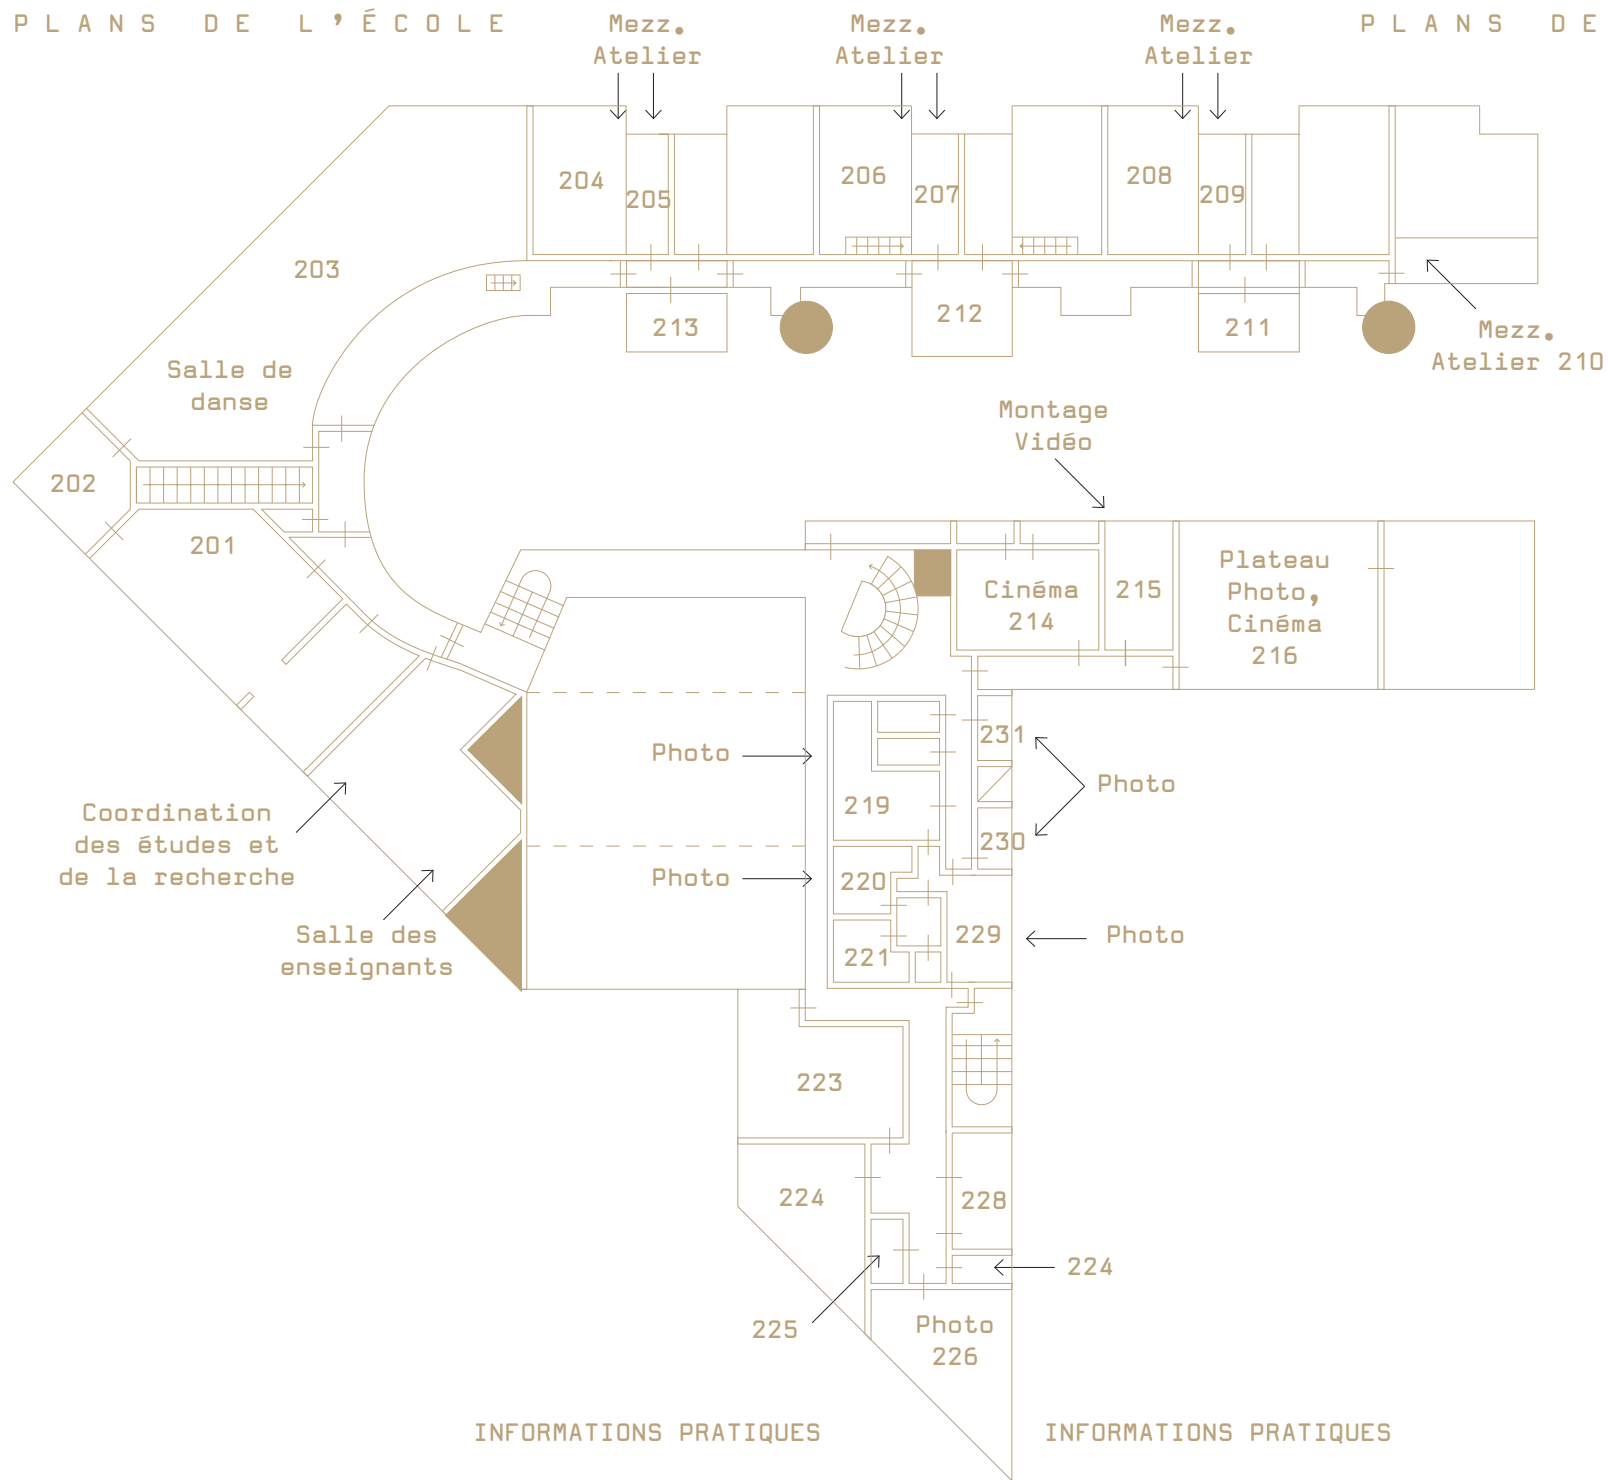 PLANS DE L'ÉCOLE
PLANS DE
Mezz.
Atelier
Mezz.
Atelier
Mezz.
Atelier
204
205
206
207
208
209
203
213
212
211
Mezz.
Atelier 210
Salle de
danse
202
201
Montage
Vidéo
Cinéma
214
215
Plateau
Photo,
Cinéma
216
Photo
231
Photo
219
230
Coordination
des études et
de la recherche
Photo
220
Salle des
enseignants
229
Photo
221
223
224
228
224
225
Photo
226
INFORMATIONS PRATIQUES
INFORMATIONS PRATIQUES